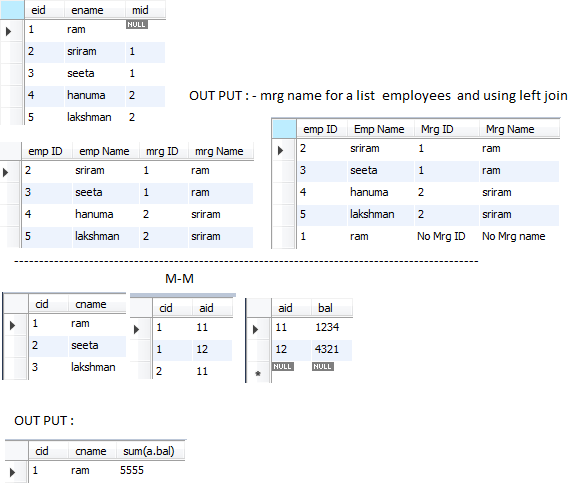 eid ename mid
1 ram NULL
2 sriram 1
3 seeta 1
4 hanuma 2
5 lakshman 2
OUT PUT : - mrg name for a list employees and using left join
emp ID emp Name mrg ID mrg Name
2 sriram 1 ram
3 seeta 1 ram
4 hanuma 2 sriram
5 lakshman 2 sriram
emp ID Emp Name Mrg ID Mrg Name
2 sriram 1 ram
3 seeta 1 ram
4 hanuma 2 sriram
5 lakshman 2 sriram
1 ram No Mrg ID No Mrg name
M-M
cid cname
1 ram
2 seeta
3 lakshman
cid aid
1 11
1 12
2 11
aid bal
11 1234
12 4321
* NULL NULL
OUT PUT :
cid cname sum(a.bal)
1 ram 5555